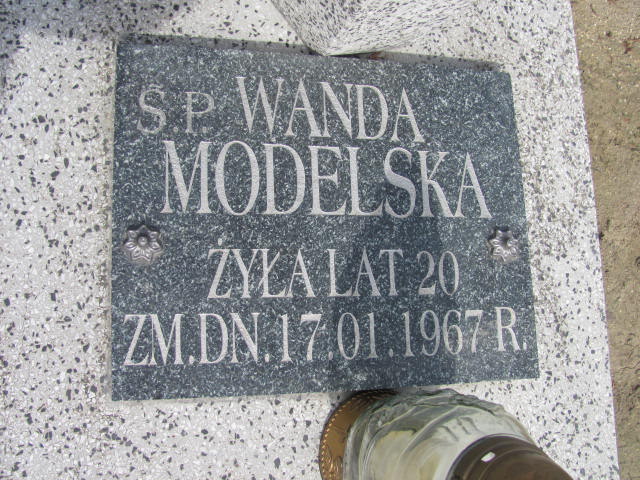 Ś.P. WANDA
MODELSKA
ŻYŁA LAT 20
ZM.DN.17.01.1967 R.